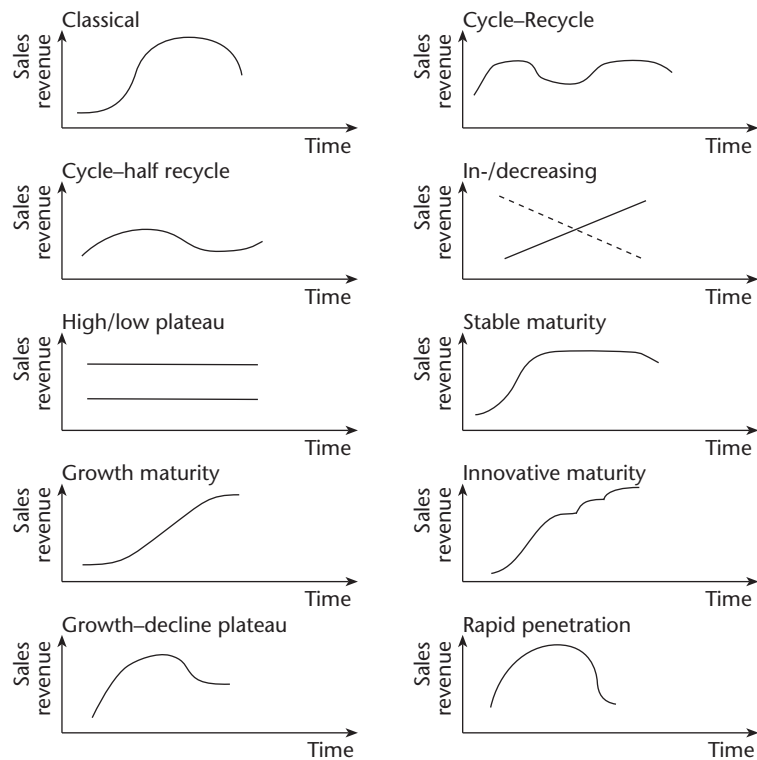 Classical
Sales
revenue
Time
Cycle–Recycle
Sales
revenue
Time
Cycle–half recycle
Sales
revenue
Time
In-/decreasing
Sales
revenue
Time
High/low plateau
Sales
revenue
Time
Stable maturity
Sales
revenue
Time
Growth maturity
Sales
revenue
Time
Innovative maturity
Sales
revenue
Time
Growth–decline plateau
Sales
revenue
Time
Rapid penetration
Sales
revenue
Time